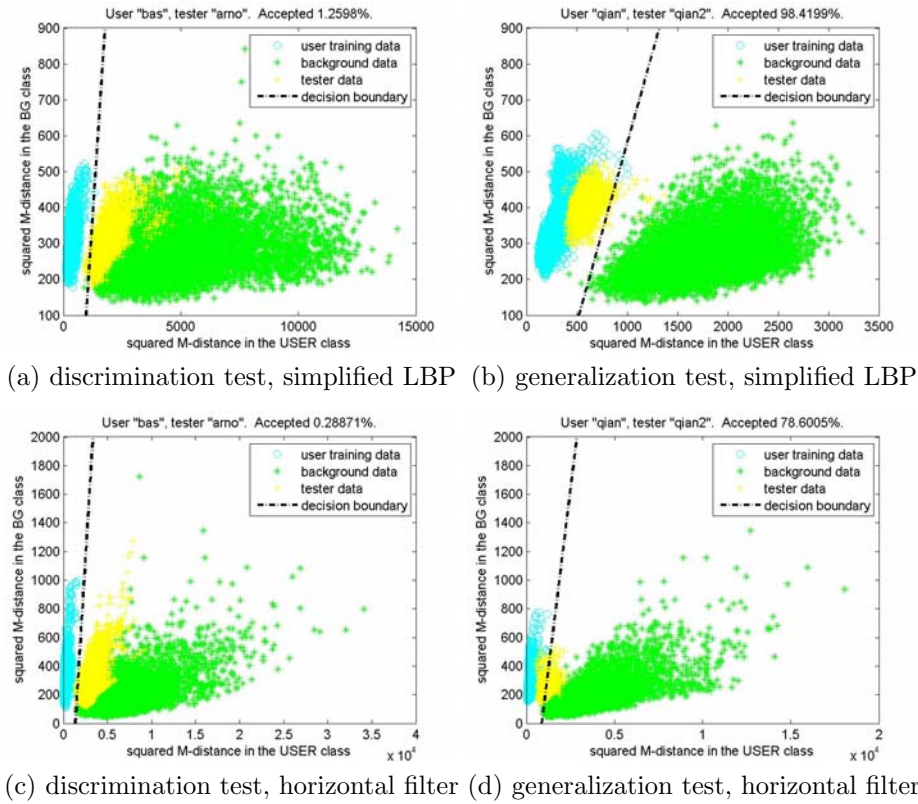 User "bas", tester "arno". Accepted 1.2598%.
900
800
700
600
500
400
300
200
100
squared M-distance in the BG class
user training data
background data
tester data
decision boundary
0 5000 10000 15000
squared M-distance in the USER class
(a) discrimination test, simplified LBP
User "qian", tester "qian2". Accepted 98.4199%.
900
800
700
600
500
400
300
200
100
squared M-distance in the BG class
user training data
background data
tester data
decision boundary
0 500 1000 1500 2000 2500 3000 3500
squared M-distance in the USER class
(b) generalization test, simplified LBP
User "bas", tester "arno". Accepted 0.28871%.
2000
1800
1600
1400
1200
1000
800
600
400
200
0
squared M-distance in the BG class
user training data
background data
tester data
decision boundary
0 0.5 1 1.5 2 2.5 3 3.5 4
x 10⁴
squared M-distance in the USER class
(c) discrimination test, horizontal filter
User "qian", tester "qian2". Accepted 78.6005%.
2000
1800
1600
1400
1200
1000
800
600
400
200
0
squared M-distance in the BG class
user training data
background data
tester data
decision boundary
0 0.5 1 1.5 2
x 10⁴
squared M-distance in the USER class
(d) generalization test, horizontal filter